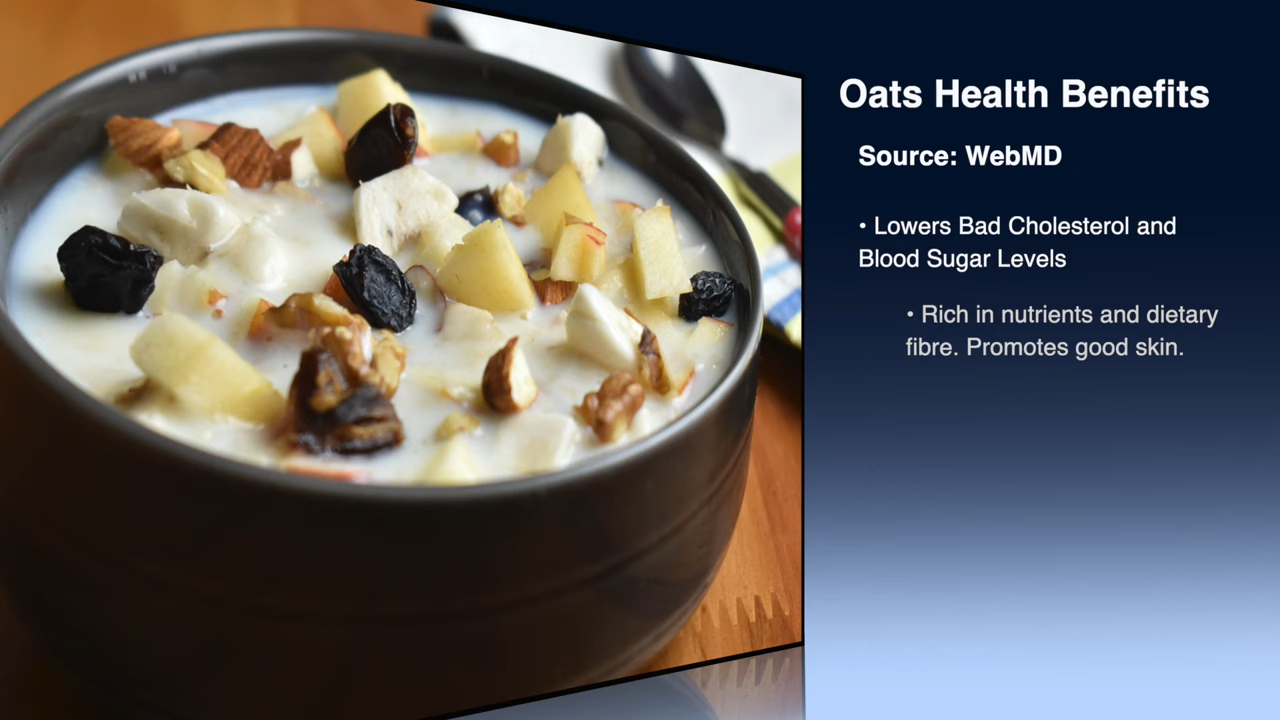 Oats Health Benefits
Source: WebMD
• Lowers Bad Cholesterol and
Blood Sugar Levels
• Rich in nutrients and dietary
fibre. Promotes good skin.